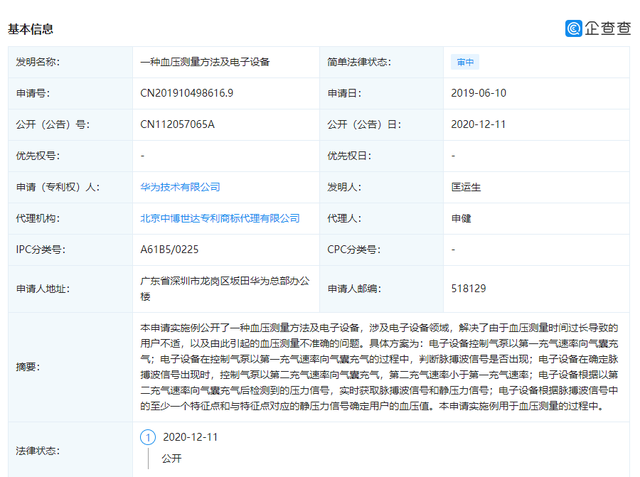 基本信息
企查查
发明名称： 一种血压测量方法及电子设备 简单法律状态： 审中
申请号： CN201910498616.9 申请日： 2019-06-10
公开（公告）号： CN112057065A 公开（公告）日： 2020-12-11
优先权号： - 优先权日： -
申请（专利权）人： 华为技术有限公司 发明人： 匡运生
代理机构： 北京中博世达专利商标代理有限公司 代理人： 申健
IPC分类号： A61B5/0225 CPC分类号： -
申请人地址： 广东省深圳市龙岗区坂田华为总部办公
楼 申请人邮编： 518129
摘要：
本申请实施例公开了一种血压测量方法及电子设备，涉及电子设备领域，解决了由于血压测量时间过长导致的
用户不适，以及由此引起的血压测量不准确的问题。具体方案为：电子设备控制气泵以第一充气速率向气囊充
气；电子设备在控制气泵以第一充气速率向气囊充气的过程中，判断脉搏波信号是否出现；电子设备在确定脉
搏波信号出现时，控制气泵以第二充气速率向气囊充气，第二充气速率小于第一充气速率；电子设备根据以第
二充气速率向气囊充气后检测到的压力信号，实时获取脉搏波信号和静压力信号；电子设备根据脉搏波信号中
的至少一个特征点和与特征点对应的静压力信号确定用户的血压值。本申请实施例用于血压测量的过程中。
法律状态：
1 2020-12-11
公开